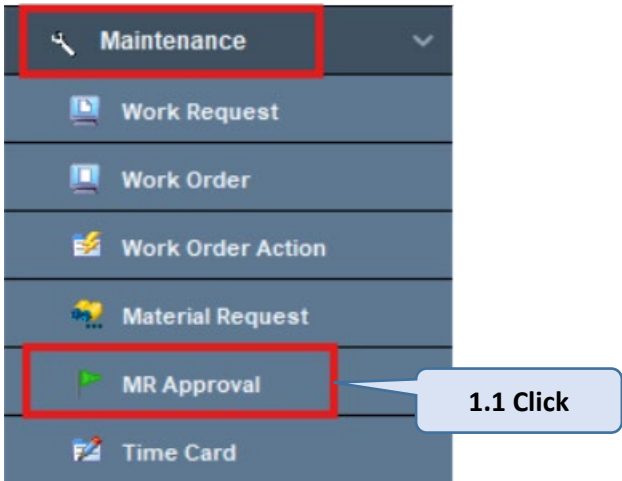 Maintenance
Work Request
Work Order
Work Order Action
Material Request
MR Approval
1.1 Click
Time Card